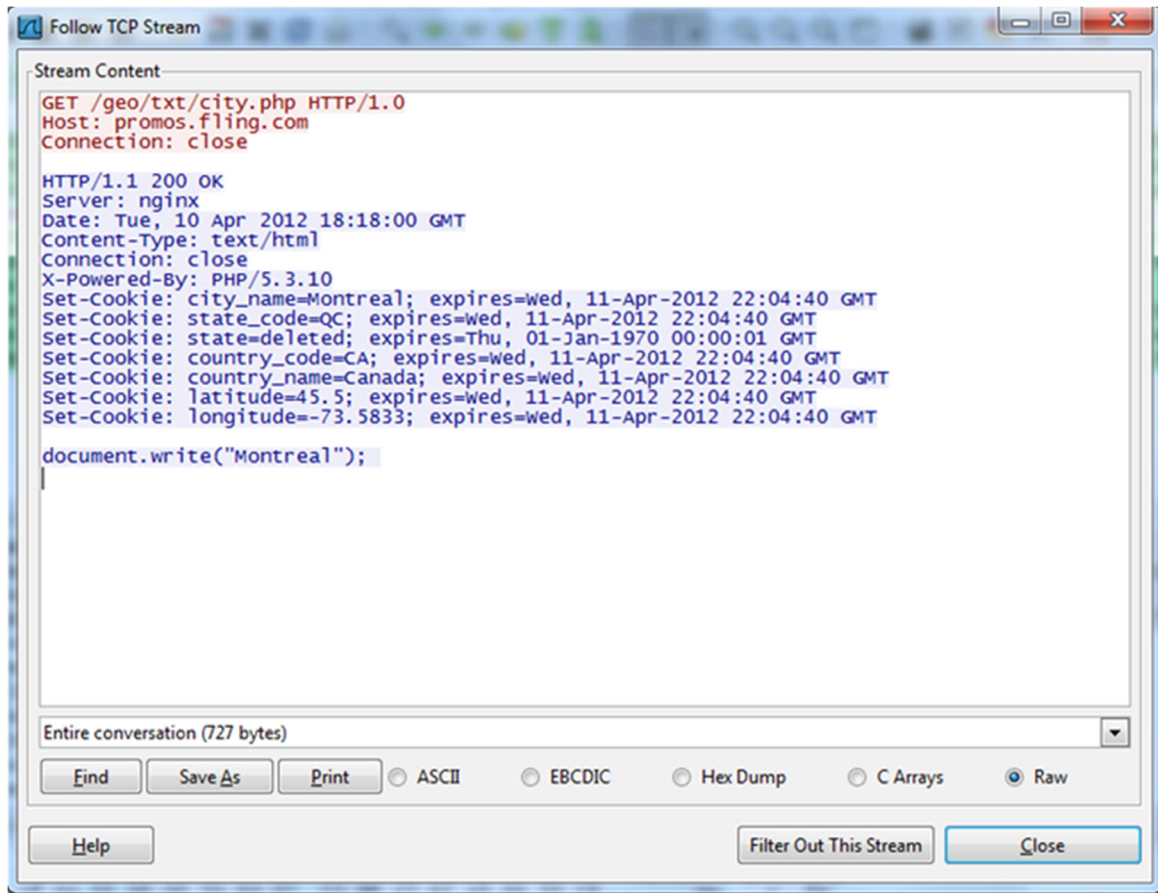 Follow TCP Stream
Stream Content
GET /geo/txt/city.php HTTP/1.0
Host: promos.fling.com
Connection: close
HTTP/1.1 200 OK
Server: nginx
Date: Tue, 10 Apr 2012 18:18:00 GMT
Content-Type: text/html
Connection: close
X-Powered-By: PHP/5.3.10
Set-Cookie: city_name=Montreal; expires=Wed, 11-Apr-2012 22:04:40 GMT
Set-Cookie: state_code=QC; expires=Wed, 11-Apr-2012 22:04:40 GMT
Set-Cookie: state=deleted; expires=Thu, 01-Jan-1970 00:00:01 GMT
Set-Cookie: country_code=CA; expires=Wed, 11-Apr-2012 22:04:40 GMT
Set-Cookie: country_name=Canada; expires=Wed, 11-Apr-2012 22:04:40 GMT
Set-Cookie: latitude=45.5; expires=Wed, 11-Apr-2012 22:04:40 GMT
Set-Cookie: longitude=-73.5833; expires=Wed, 11-Apr-2012 22:04:40 GMT
document.write("Montreal");
Entire conversation (727 bytes)
Find Save As Print ASCII EBCDIC Hex Dump C Arrays Raw
Help Filter Out This Stream Close